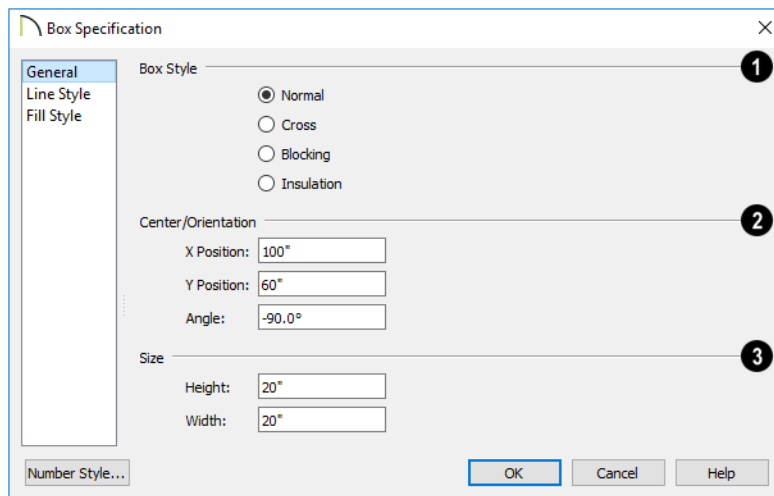 Box Specification
General
Line Style
Fill Style
Box Style
1
Normal
Cross
Blocking
Insulation
Center/Orientation
2
X Position: 100"
Y Position: 60"
Angle: -90.0°
Size
3
Height: 20"
Width: 20"
Number Style...
OK
Cancel
Help